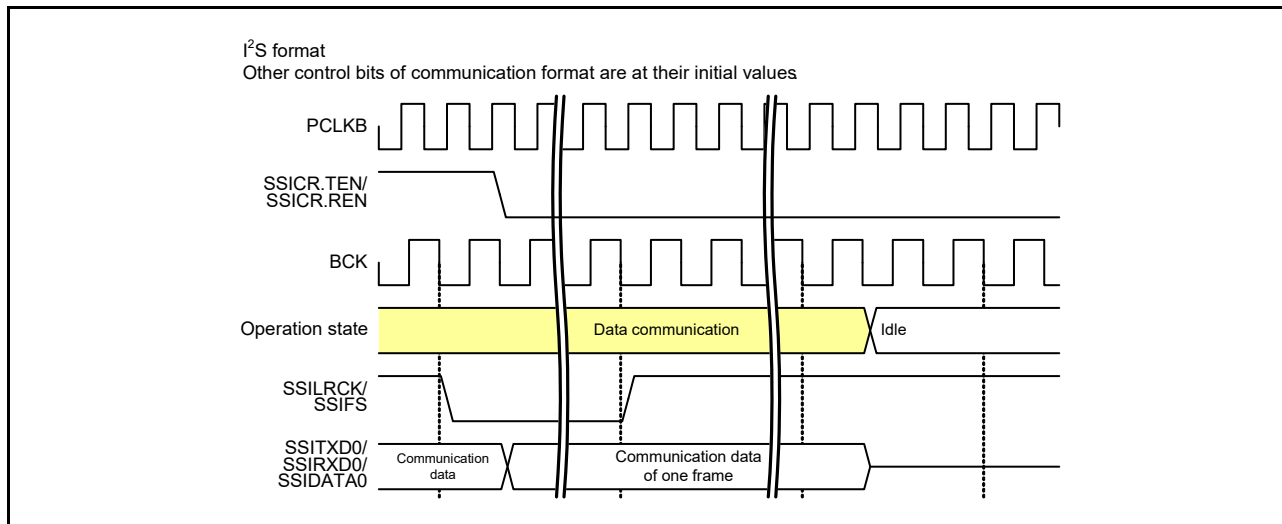 I²S format
Other control bits of communication format are at their initial values.
PCLKB
SSICR.TEN/
SSICR.REN
BCK
Operation state
Data communication
Idle
SSILRCK/
SSIFS
SSITXD0/
SSIRXD0/
SSIDATA0
Communication
data
Communication data
of one frame